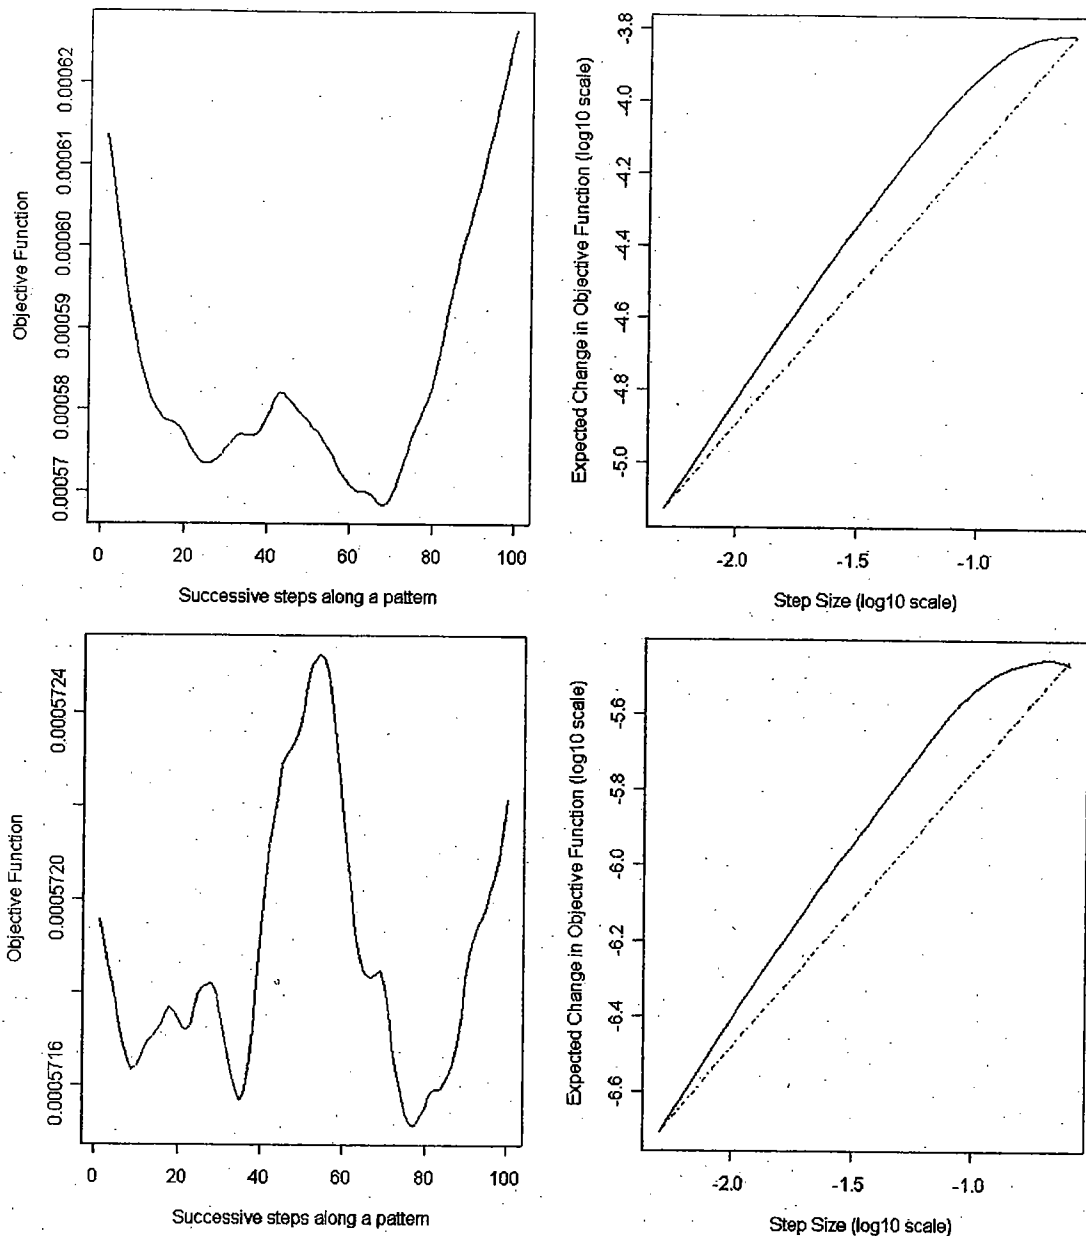 Objective Function
0.00057 0.00058 0.00059 0.00060 0.00061 0.00062
0 20 40 60 80 100
Successive steps along a pattern
Expected Change in Objective Function (log10 scale)
-5.0 -4.8 -4.6 -4.4 -4.2 -4.0 -3.8
-2.0 -1.5 -1.0
Step Size (log10 scale)
Objective Function
0.0005716 0.0005720 0.0005724
0 20 40 60 80 100
Successive steps along a pattern
Expected Change in Objective Function (log10 scale)
-6.6 -6.4 -6.2 -6.0 -5.8 -5.6
-2.0 -1.5 -1.0
Step Size (log10 scale)